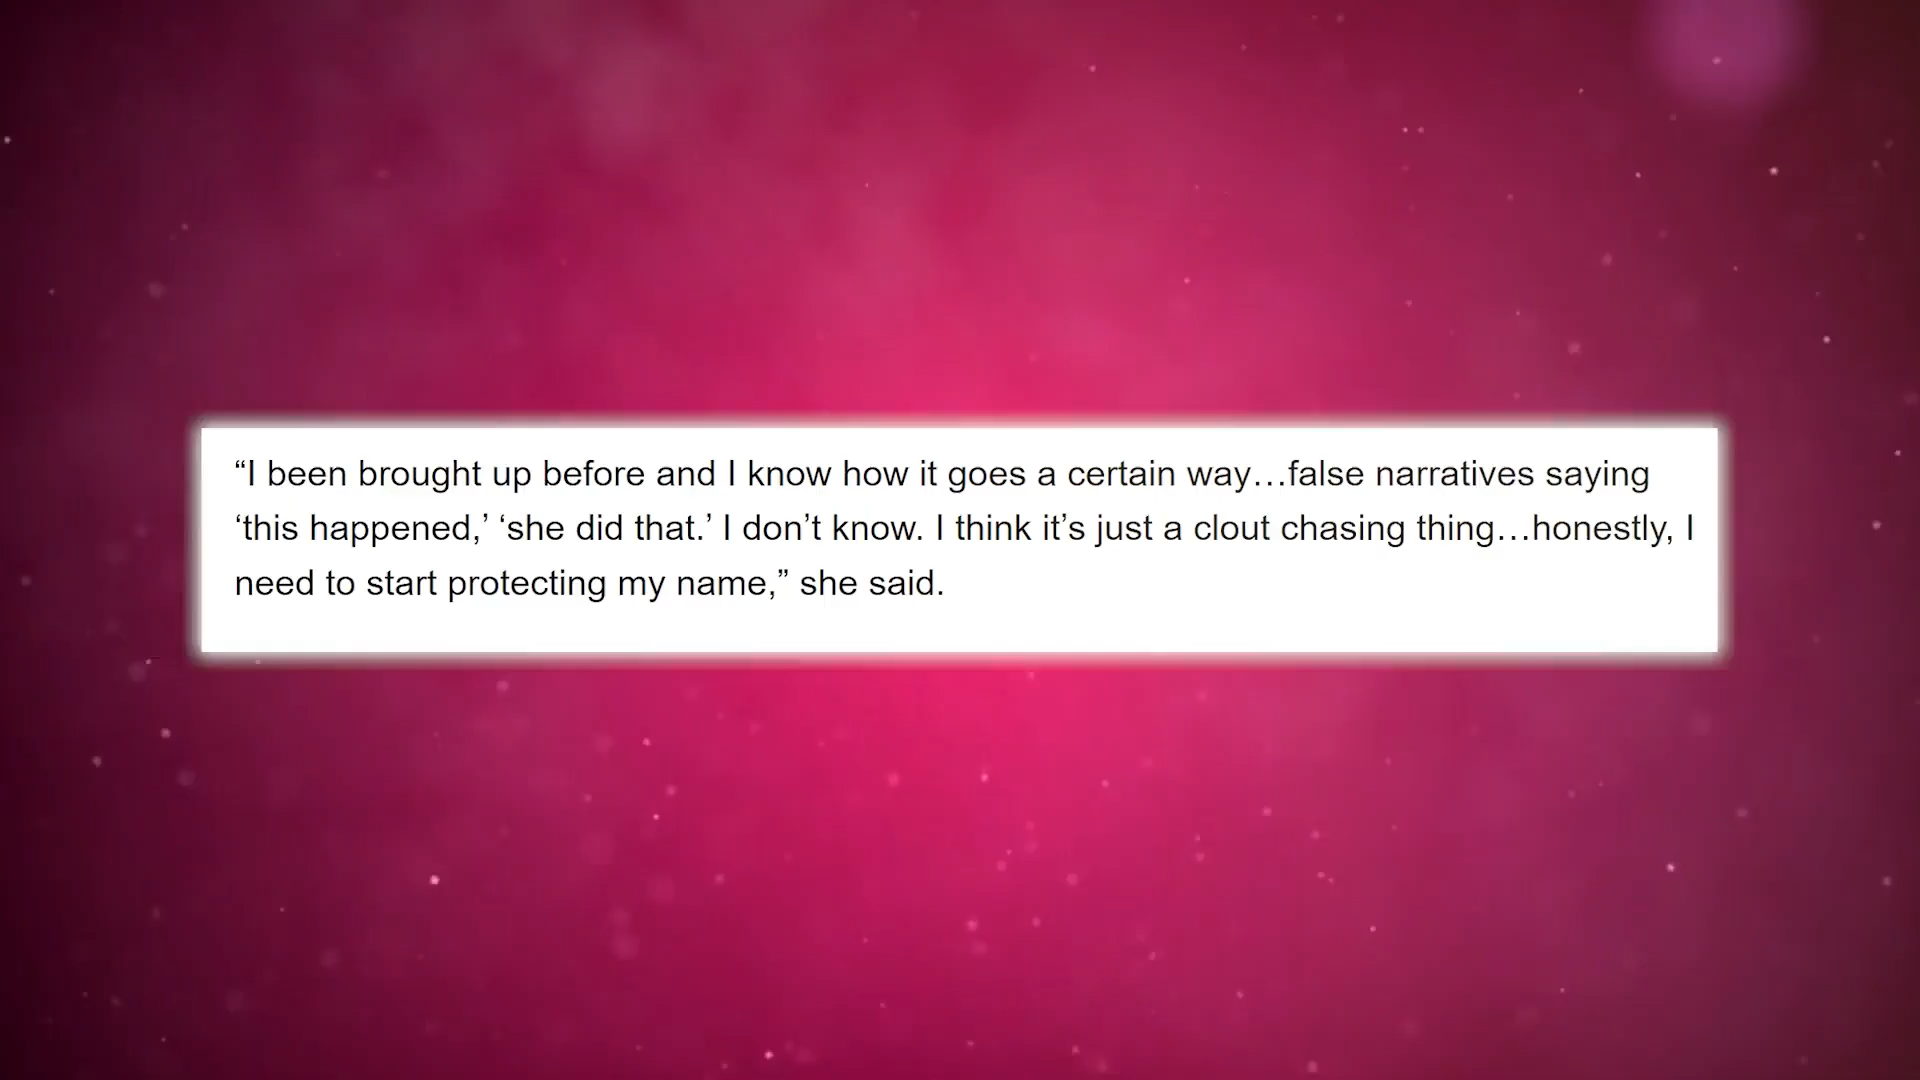 “I been brought up before and I know how it goes a certain way…false narratives saying
‘this happened,’ ‘she did that.’ I don’t know. I think it’s just a clout chasing thing…honestly, I
need to start protecting my name,” she said.